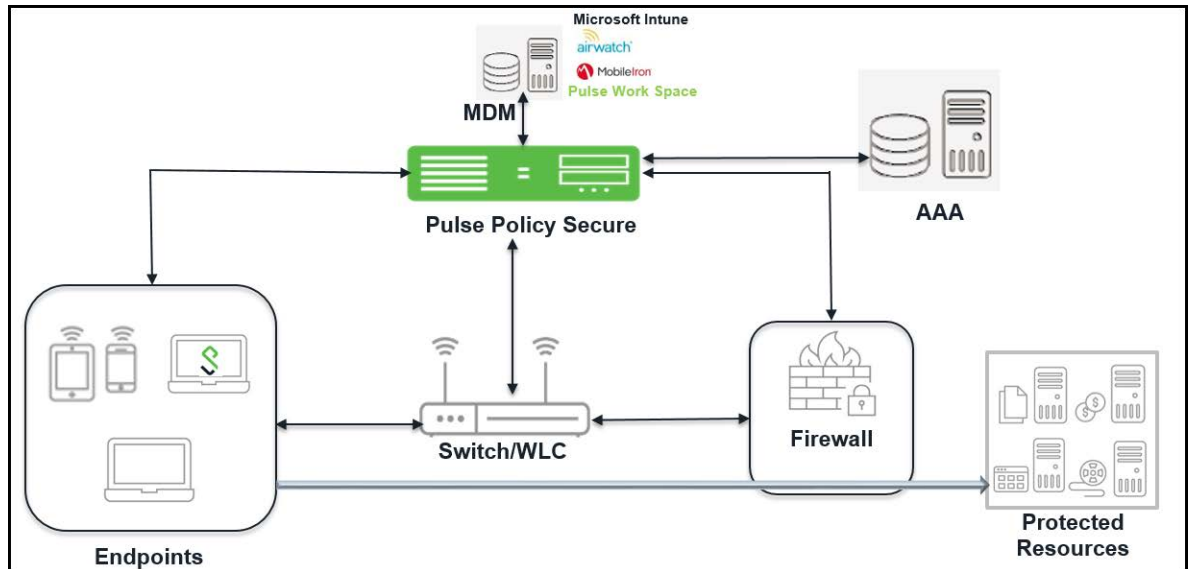 Microsoft Intune
airwatch
MobileIron
Pulse Work Space
MDM
Pulse Policy Secure
AAA
Switch/WLC
Firewall
Endpoints
Protected
Resources